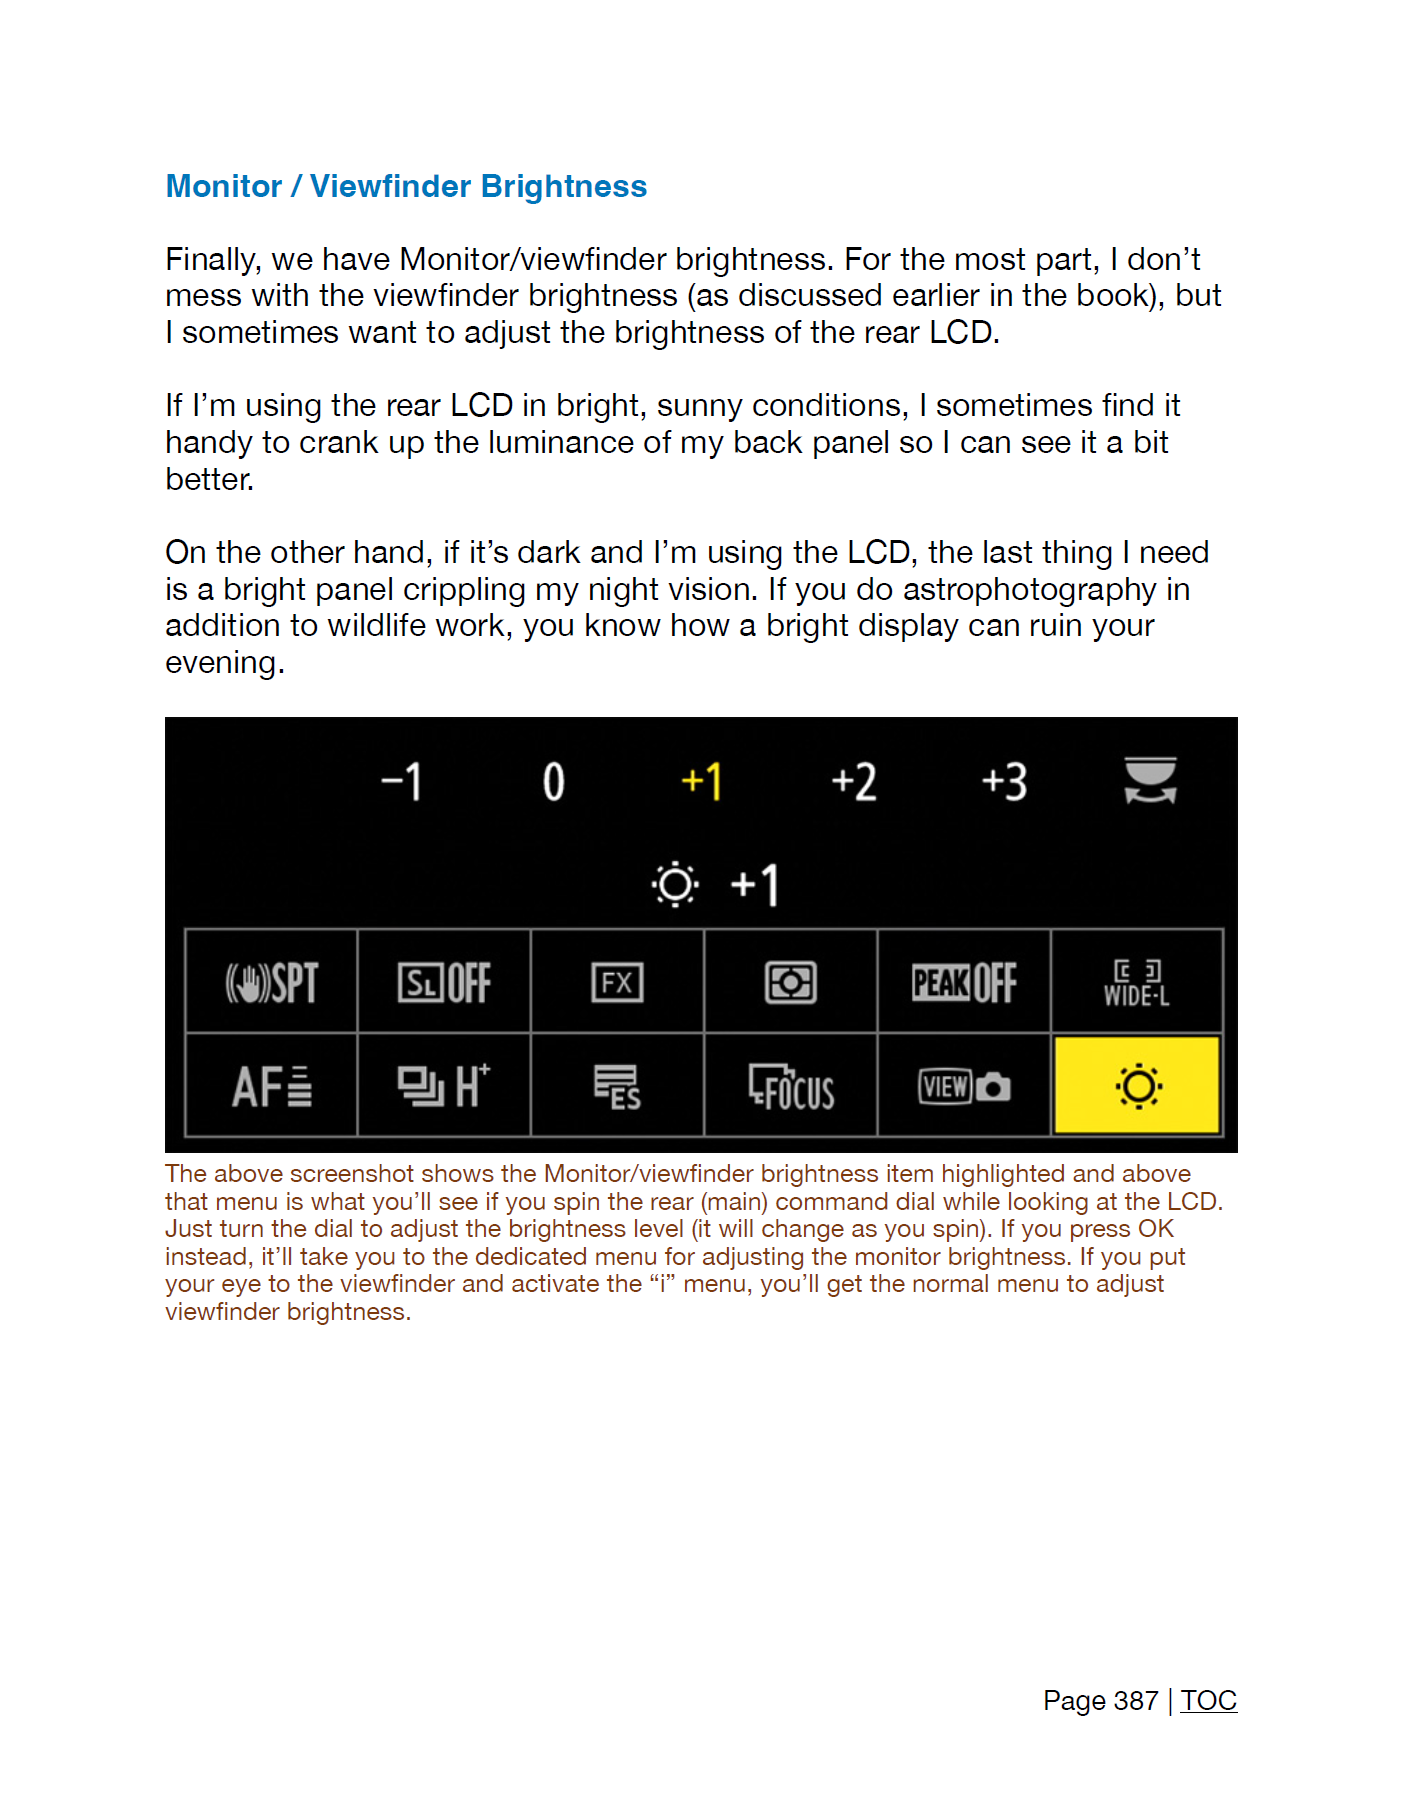 Monitor / Viewfinder Brightness
Finally, we have Monitor/viewfinder brightness. For the most part, I don’t
mess with the viewfinder brightness (as discussed earlier in the book), but
I sometimes want to adjust the brightness of the rear LCD.
If I’m using the rear LCD in bright, sunny conditions, I sometimes find it
handy to crank up the luminance of my back panel so I can see it a bit
better.
On the other hand, if it’s dark and I’m using the LCD, the last thing I need
is a bright panel crippling my night vision. If you do astrophotography in
addition to wildlife work, you know how a bright display can ruin your
evening.
−1 0 +1 +2 +3
+1
SPT SL OFF FX PEAK OFF WIDE-L
AF H+ ES FOCUS VIEW
The above screenshot shows the Monitor/viewfinder brightness item highlighted and above
that menu is what you’ll see if you spin the rear (main) command dial while looking at the LCD.
Just turn the dial to adjust the brightness level (it will change as you spin). If you press OK
instead, it’ll take you to the dedicated menu for adjusting the monitor brightness. If you put
your eye to the viewfinder and activate the “i” menu, you’ll get the normal menu to adjust
viewfinder brightness.
Page 387 | TOC